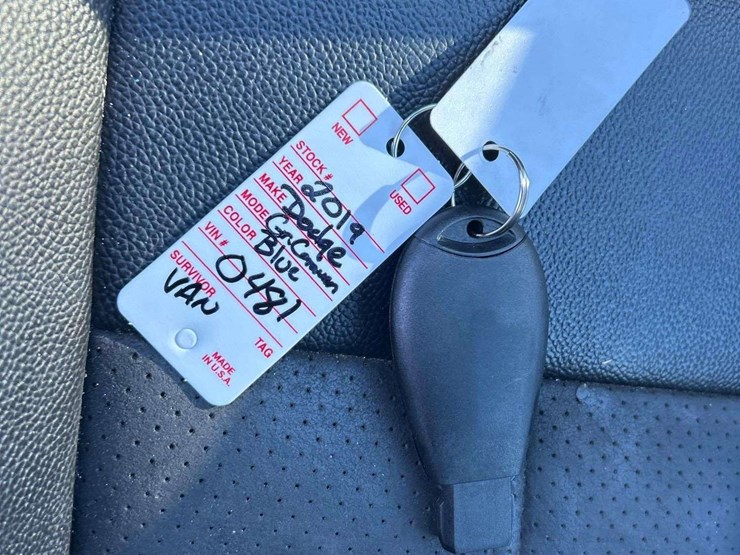 NEW USED
STOCK #
YEAR 2019
MAKE Dodge
MODEL Gr. Caravan
COLOR Blue
VIN # 0481
SURVIVOR TAG
VAN
MADE
IN U.S.A.